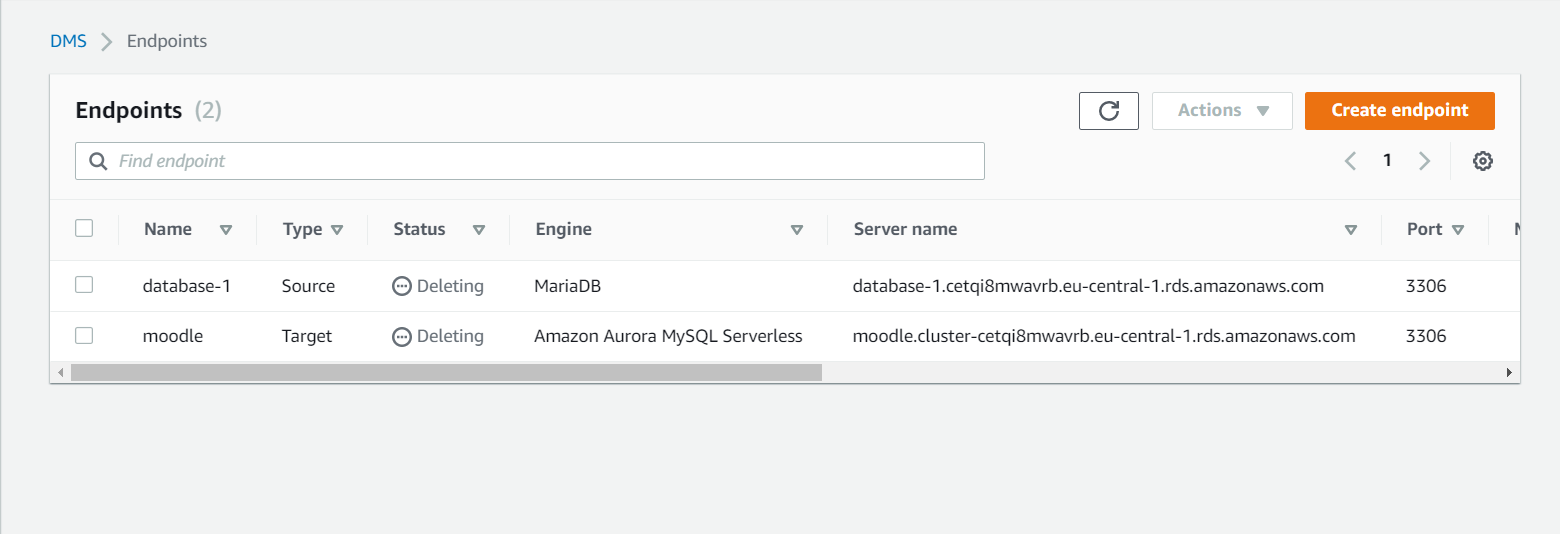 DMS Endpoints
Endpoints (2)
Actions
Create endpoint
Find endpoint
1
Name Type Status Engine Server name Port
database-1 Source Deleting MariaDB database-1.cetqi8mwavrb.eu-central-1.rds.amazonaws.com 3306
moodle Target Deleting Amazon Aurora MySQL Serverless moodle.cluster-cetqi8mwavrb.eu-central-1.rds.amazonaws.com 3306